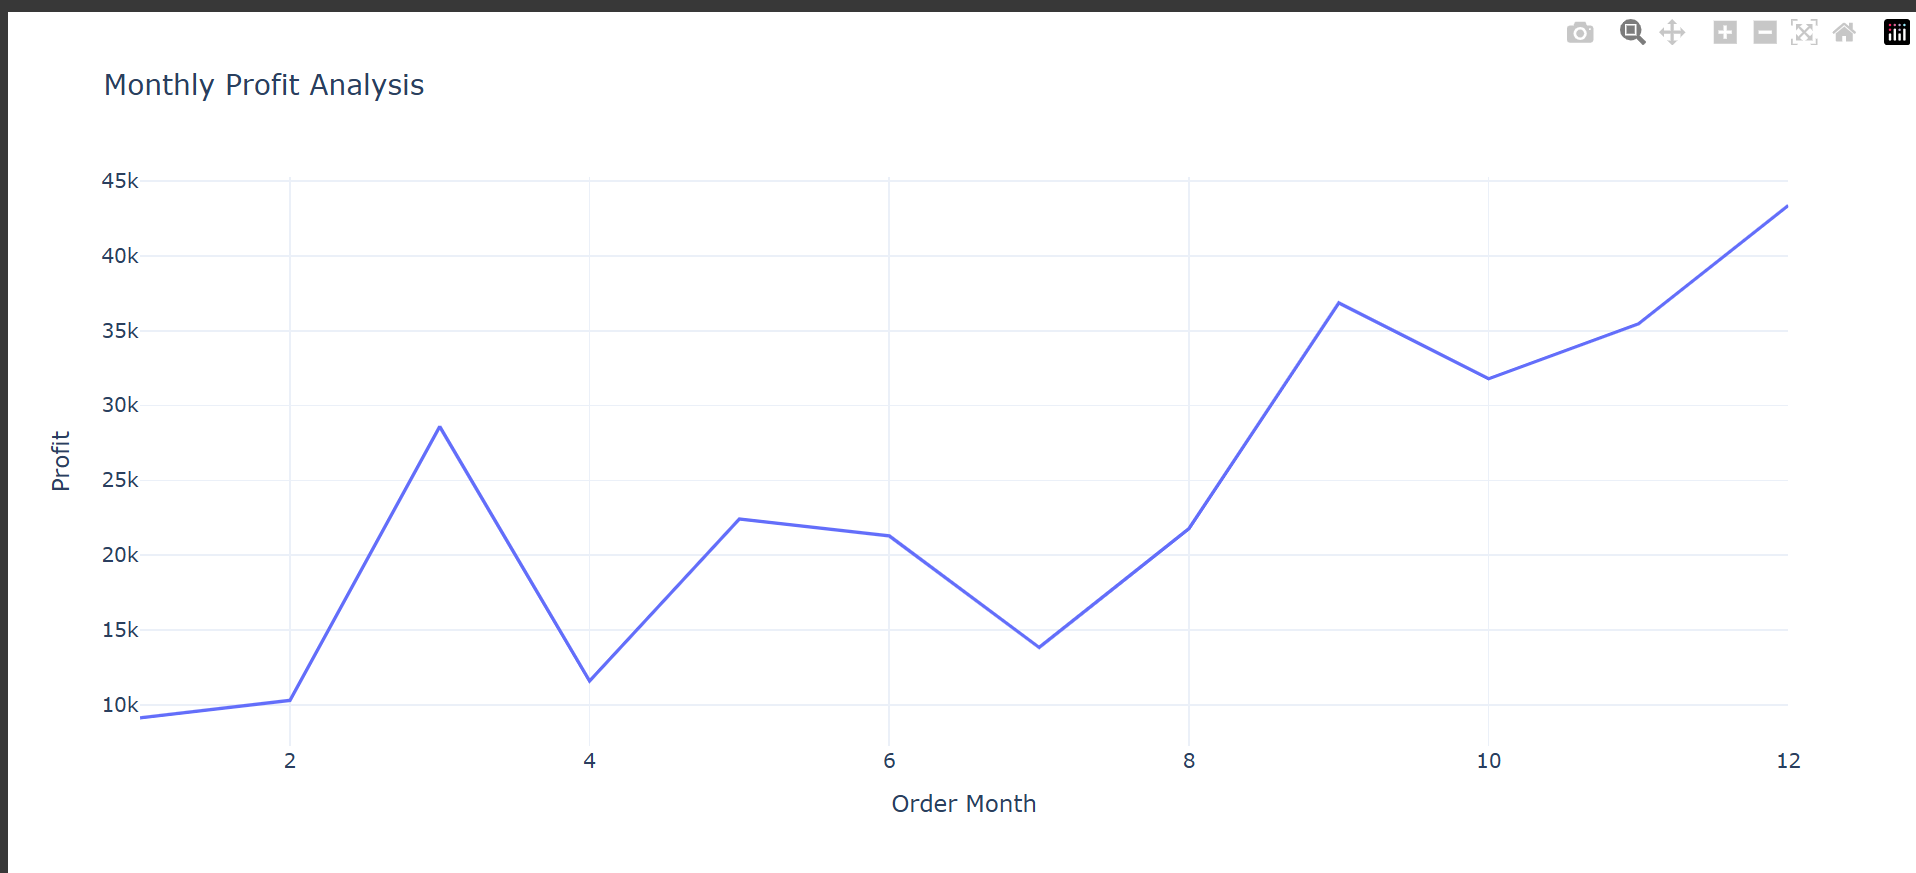 Monthly Profit Analysis
45k
40k
35k
30k
25k
20k
15k
10k
Profit
2 4 6 8 10 12
Order Month